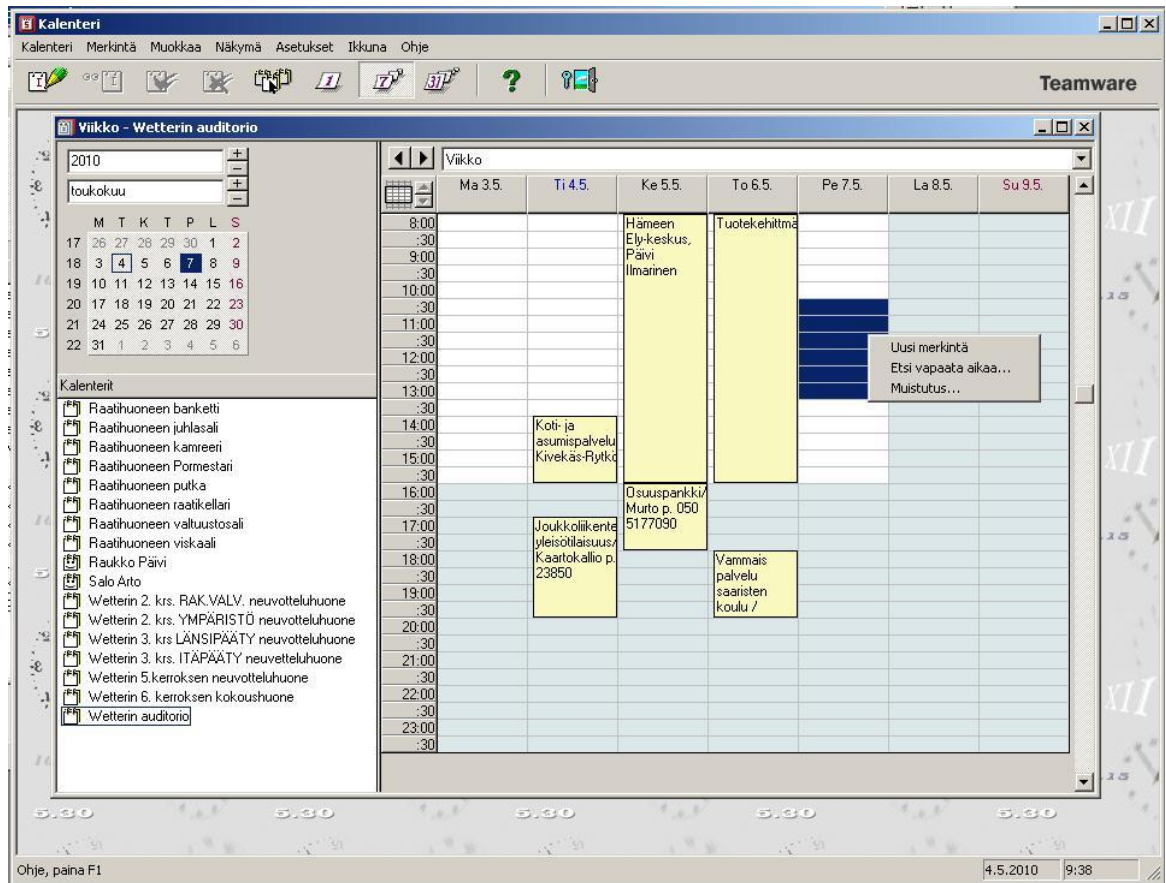 Kalenteri
Kalenteri Merkintä Muokkaa Näkymä Asetukset Ikkuna Ohje
1 7 31 ? Teamware
Viikko - Wetterin auditorio
2010
toukokuu
M T K T P L S
17 26 27 28 29 30 1 2
18 3 4 5 6 7 8 9
19 10 11 12 13 14 15 16
20 17 18 19 20 21 22 23
21 24 25 26 27 28 29 30
22 31 1 2 3 4 5 6
Kalenterit
Raatihuoneen banketti
Raatihuoneen juhlasali
Raatihuoneen kamreeri
Raatihuoneen Pormestari
Raatihuoneen putka
Raatihuoneen raatikellari
Raatihuoneen valtuustosali
Raatihuoneen viskaali
Raukko Päivi
Salo Arto
Wetterin 2. krs. RAK.VALV. neuvotteluhuone
Wetterin 2. krs. YMPÄRISTÖ neuvotteluhuone
Wetterin 3. krs LÄNSIPÄÄTY neuvotteluhuone
Wetterin 3. krs. ITÄPÄÄTY neuvetteluhuone
Wetterin 5.kerroksen neuvotteluhuone
Wetterin 6. kerroksen kokoushuone
Wetterin auditorio
Viikko
Ma 3.5. Ti 4.5. Ke 5.5. To 6.5. Pe 7.5. La 8.5. Su 9.5.
8:00
:30
9:00
:30
10:00
:30
11:00
:30
12:00
:30
13:00
:30
14:00
:30
15:00
:30
16:00
:30
17:00
:30
18:00
:30
19:00
:30
20:00
:30
21:00
:30
22:00
:30
23:00
:30
Koti- ja
asumispalvelu
Kivekäs-Rytkö
Joukkoliikente
yleisötilaisuus/
Kaartokallio p.
23850
Hämeen
Ely-keskus,
Päivi
Ilmarinen
Osuuspankki/
Murto p. 050
5177090
Tuotekehittmä
Vammais
palvelu
saaristen
koulu /
Uusi merkintä
Etsi vapaata aikaa...
Muistutus...
5.30 5.30 5.30 5.30 5.30
Ohje, paina F1
4.5.2010 9:38